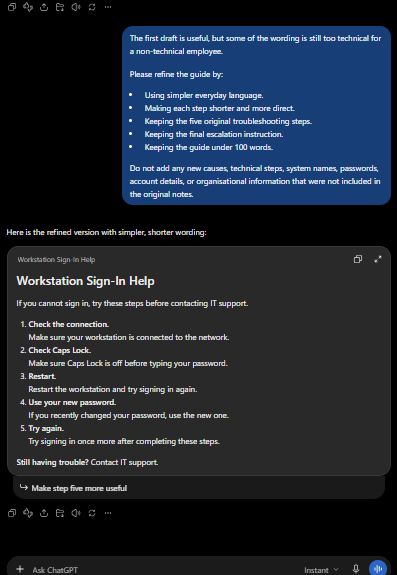 The first draft is useful, but some of the wording is still too technical for
a non-technical employee.
Please refine the guide by:
• Using simpler everyday language.
• Making each step shorter and more direct.
• Keeping the five original troubleshooting steps.
• Keeping the final escalation instruction.
• Keeping the guide under 100 words.
Do not add any new causes, technical steps, system names, passwords,
account details, or organisational information that were not included in
the original notes.
Here is the refined version with simpler, shorter wording:
Workstation Sign-In Help
Workstation Sign-In Help
If you cannot sign in, try these steps before contacting IT support.
1. Check the connection.
Make sure your workstation is connected to the network.
2. Check Caps Lock.
Make sure Caps Lock is off before typing your password.
3. Restart.
Restart the workstation and try signing in again.
4. Use your new password.
If you recently changed your password, use the new one.
5. Try again.
Try signing in once more after completing these steps.
Still having trouble? Contact IT support.
Make step five more useful
Ask ChatGPT
Instant